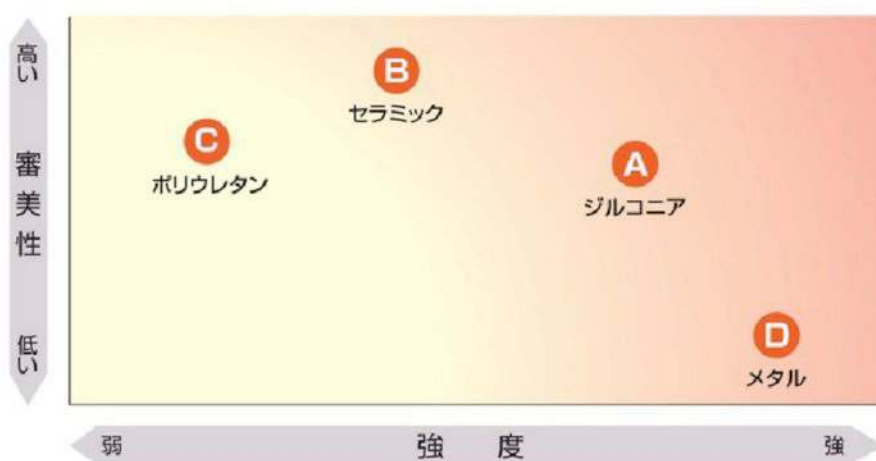 高い
審美性
低い
B
セラミック
C
ポリウレタン
A
ジルコニア
D
メタル
弱 強度 強